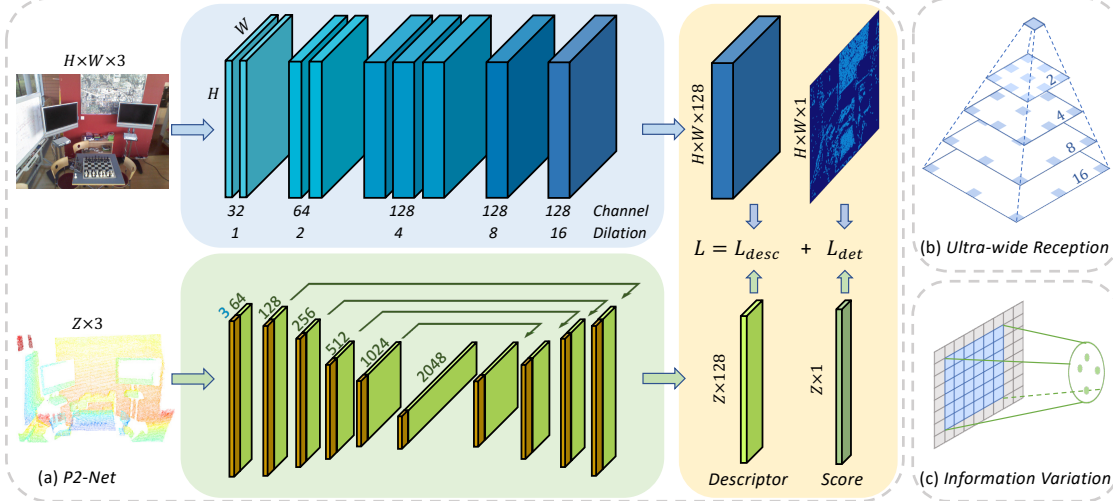 H×W×3
W
H
32 64 128 128 128 Channel
1 2 4 8 16 Dilation
H×W×128
H×W×1
L = L_desc + L_det
Z×3
3 64
128
256
512
1024
2048
Z×128
Z×1
Descriptor Score
(a) P2-Net
2
4
8
16
(b) Ultra-wide Reception
(c) Information Variation